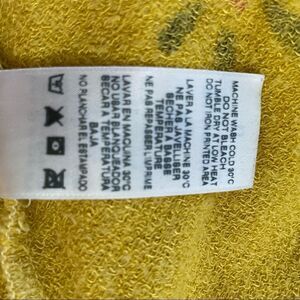 MACHINE WASH COLD 30°C
DO NOT BLEACH
TUMBLE DRY AT LOW HEAT
DO NOT IRON PRINTED AREA
LAVER A LA MACHINE 30°C
NE PAS JAVELLISER
SECHER A BASSE
TEMPÉRATURE
NE PAS REPASSER L'IMPRIMÉ
LAVAR EN MAQUINA 30°C
NO USAR BLANQUEADOR
SECAR A TEMPERATURA
BAJA
NO PLANCHAR EL ESTAMPADO